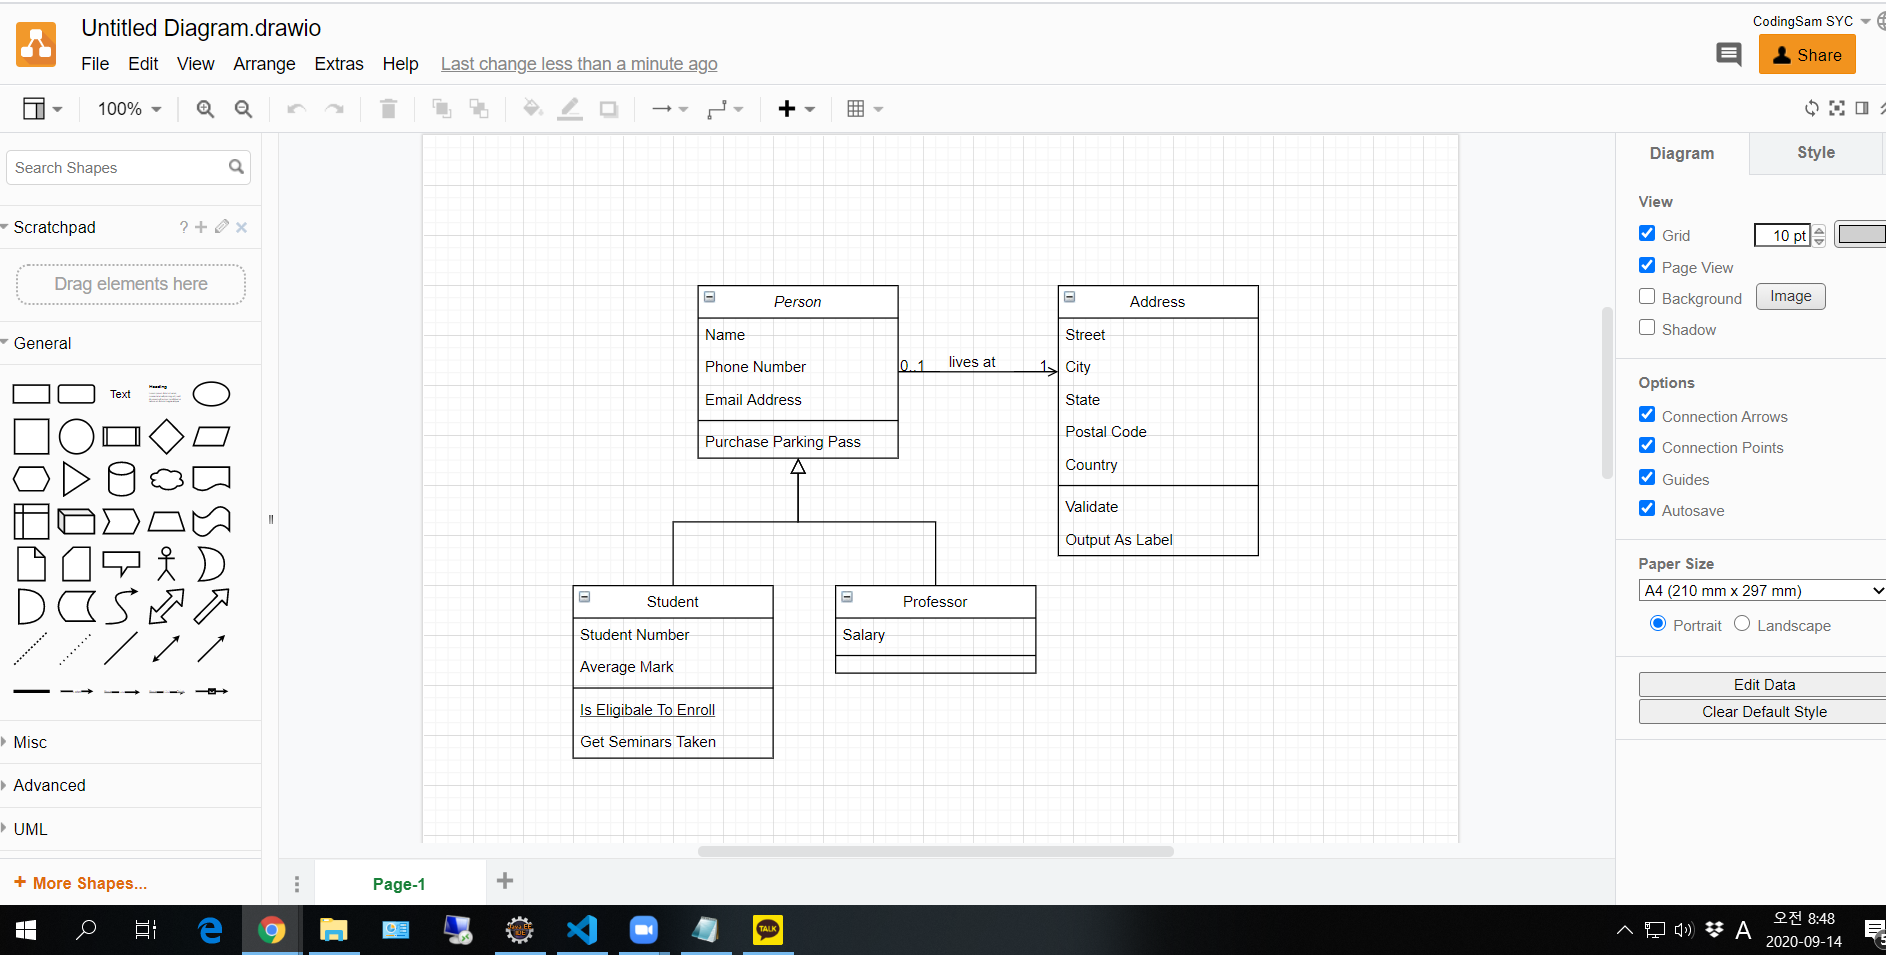 Untitled Diagram.drawio
CodingSam SYC
File Edit View Arrange Extras Help Last change less than a minute ago
Share
100%
Search Shapes
Diagram Style
View
Scratchpad ?
Grid 10 pt
Page View
Drag elements here
Background Image
Shadow
General
Text
Heading
Options
Connection Arrows
Connection Points
Guides
Autosave
Paper Size
A4 (210 mm x 297 mm)
Portrait Landscape
Edit Data
Clear Default Style
Person
Name
Phone Number
Email Address
Purchase Parking Pass
0..1 lives at 1
Address
Street
City
State
Postal Code
Country
Validate
Output As Label
Student
Student Number
Average Mark
Is Eligibale To Enroll
Get Seminars Taken
Professor
Salary
Misc
Advanced
UML
+ More Shapes...
Page-1
TALK
A
오전 8:48
2020-09-14
5